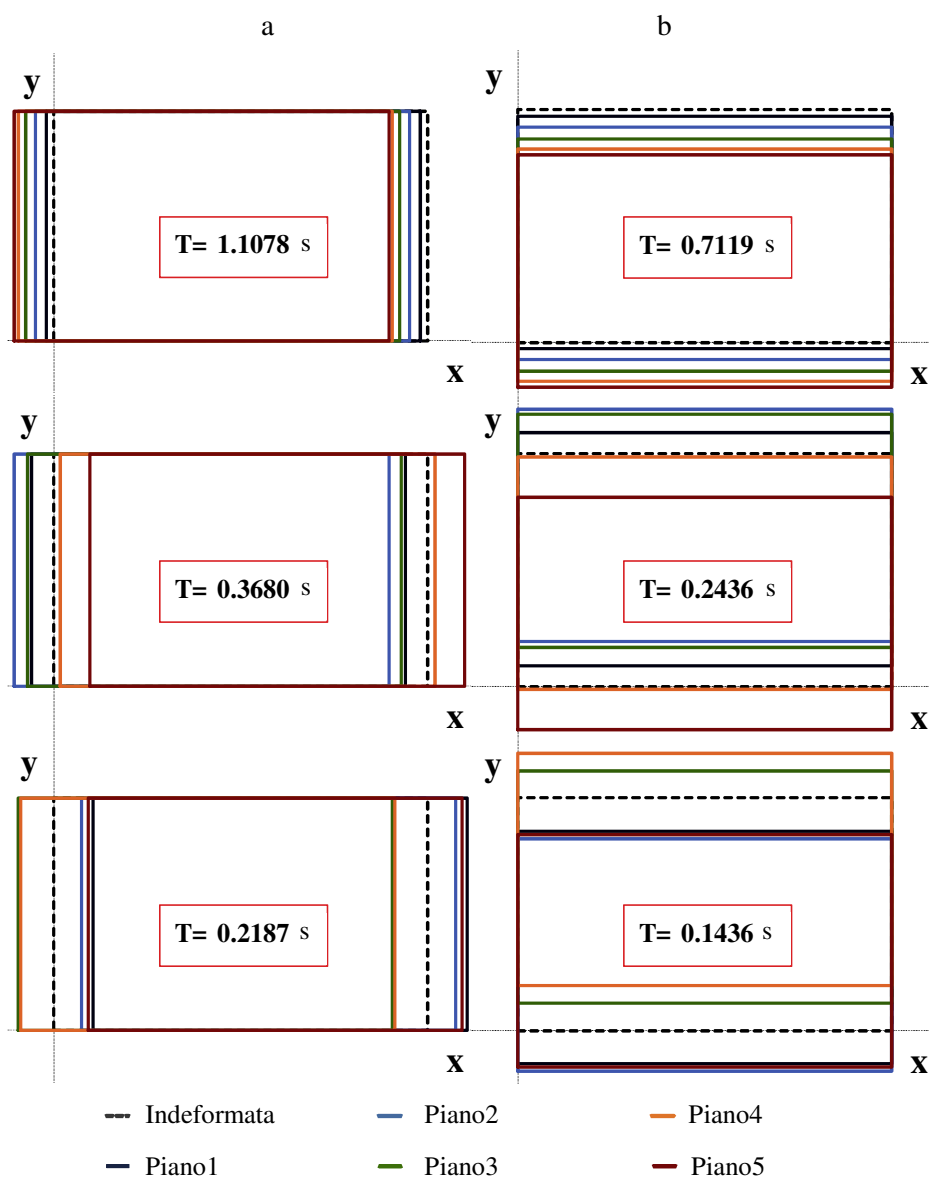 a
b
y
y
T= 1.1078 s
T= 0.7119 s
x
x
y
y
T= 0.3680 s
T= 0.2436 s
x
x
y
y
T= 0.2187 s
T= 0.1436 s
x
x
Indeformata
Piano2
Piano4
Piano1
Piano3
Piano5